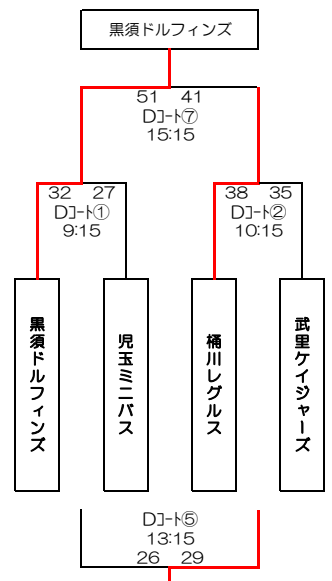 黒須ドルフィンズ
51 41
Dｺｰﾄ⑦
15:15
32 27
Dｺｰﾄ①
9:15
38 35
Dｺｰﾄ②
10:15
黒須ドルフィンズ
児玉ミニバス
桶川レグルス
武里ケイジャーズ
Dｺｰﾄ⑤
13:15
26 29